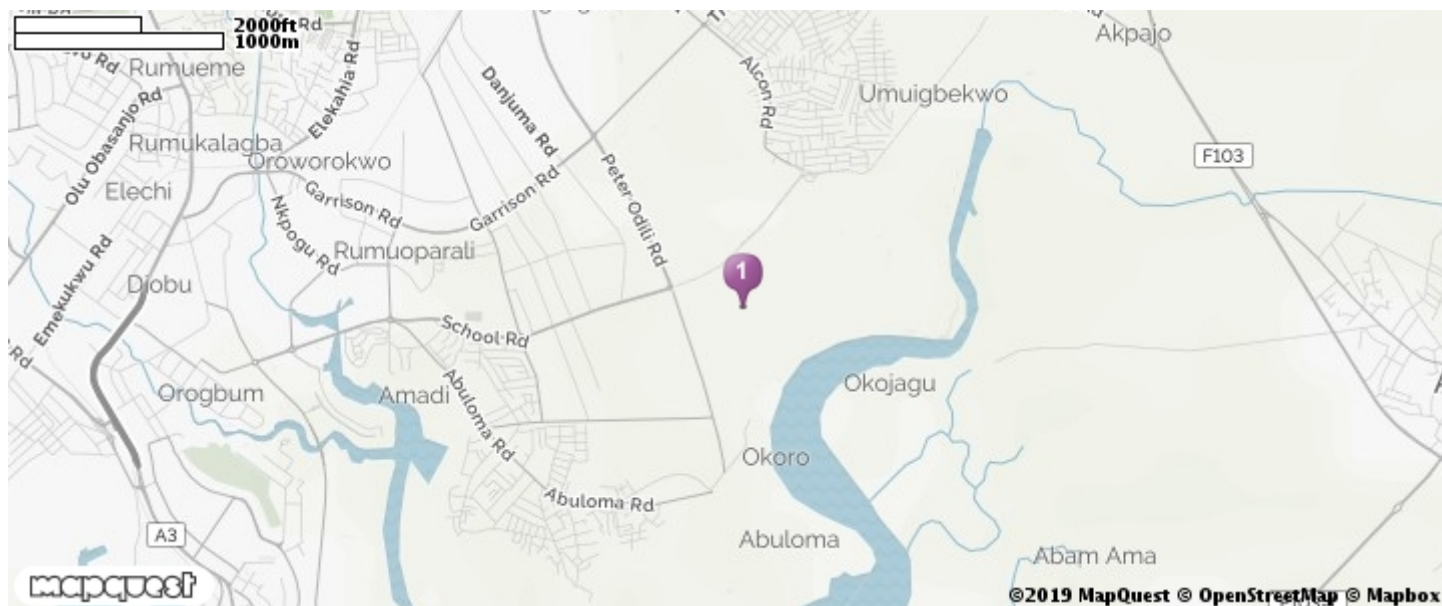 2000ft
1000m
Rumueme
Olu Obasanjo Rd
Elekahia Rd
Rumukalagba
Oroworokwo
Elechi
Garrison Rd
Garrison Rd
Nkpogu Rd
Rumuoparali
Djobu
Emekukwu Rd
Danjuma Rd
Peter Odili Rd
Alcon Rd
Umuigbekwo
Akpajo
F103
1
School Rd
Orogbum
Amadi
Abuloma Rd
Okojagu
Okoro
Abuloma Rd
Abuloma
Abam Ama
A3
mapquest
©2019 MapQuest © OpenStreetMap © Mapbox